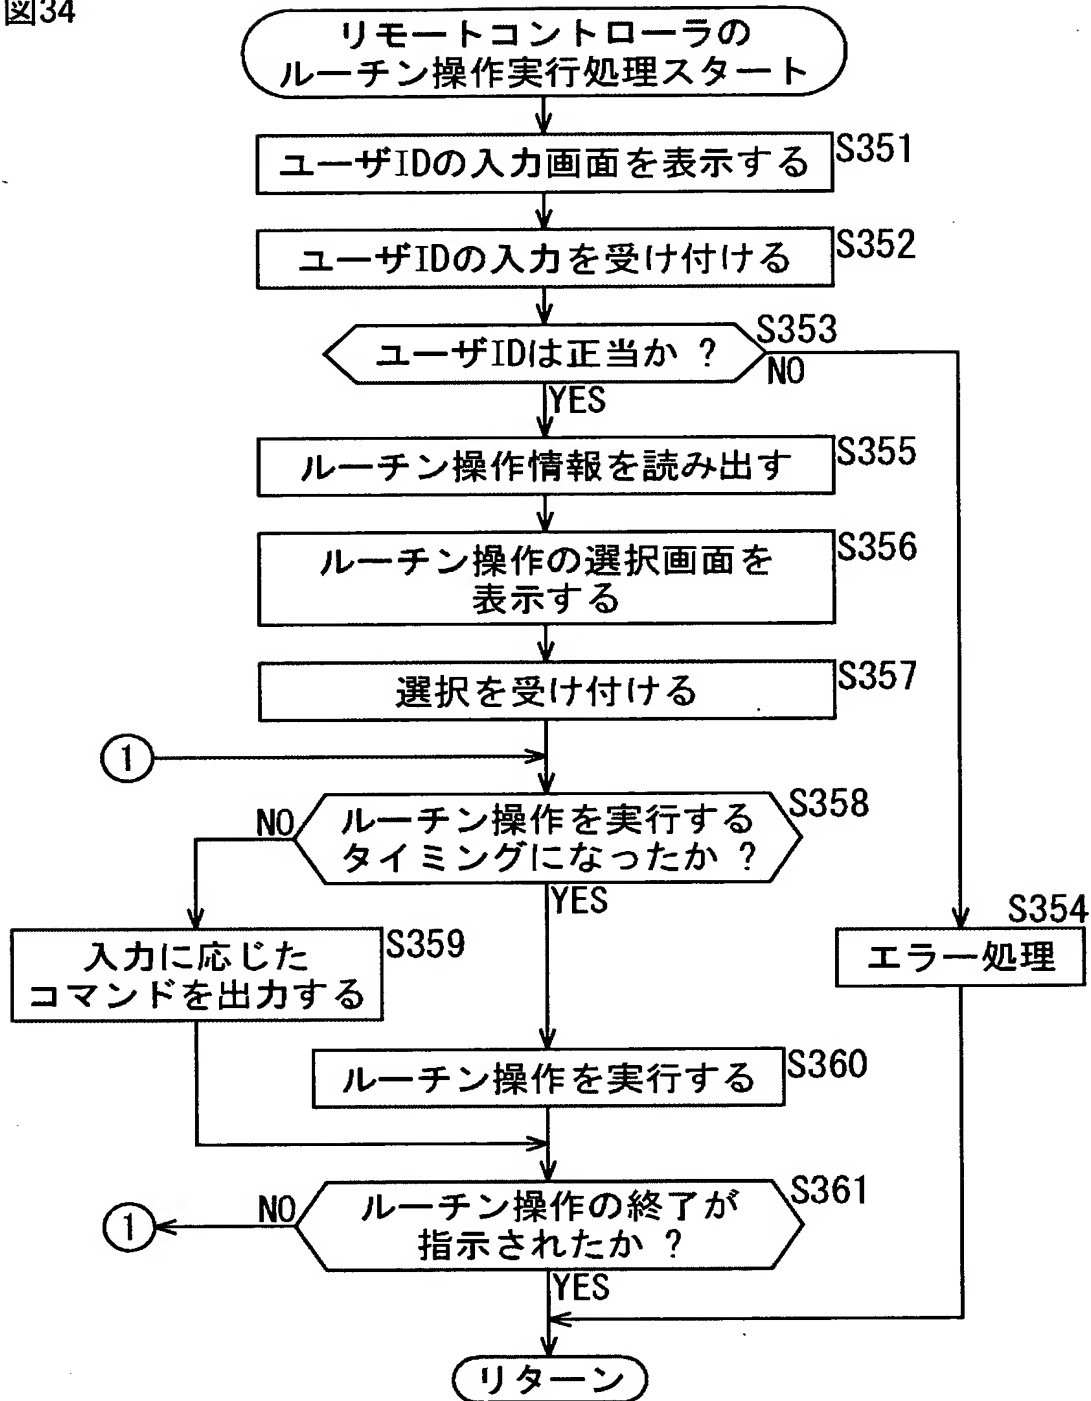 図34
リモートコントローラの
ルーチン操作実行処理スタート
ユーザIDの入力画面を表示する
S351
ユーザIDの入力を受け付ける
S352
ユーザIDは正当か ?
S353
NO
YES
ルーチン操作情報を読み出す
S355
ルーチン操作の選択画面を
表示する
S356
選択を受け付ける
S357
1
ルーチン操作を実行する
タイミングになったか ?
S358
NO
YES
S354
エラー処理
入力に応じた
コマンドを出力する
S359
ルーチン操作を実行する
S360
ルーチン操作の終了が
指示されたか ?
S361
NO
1
YES
リターン